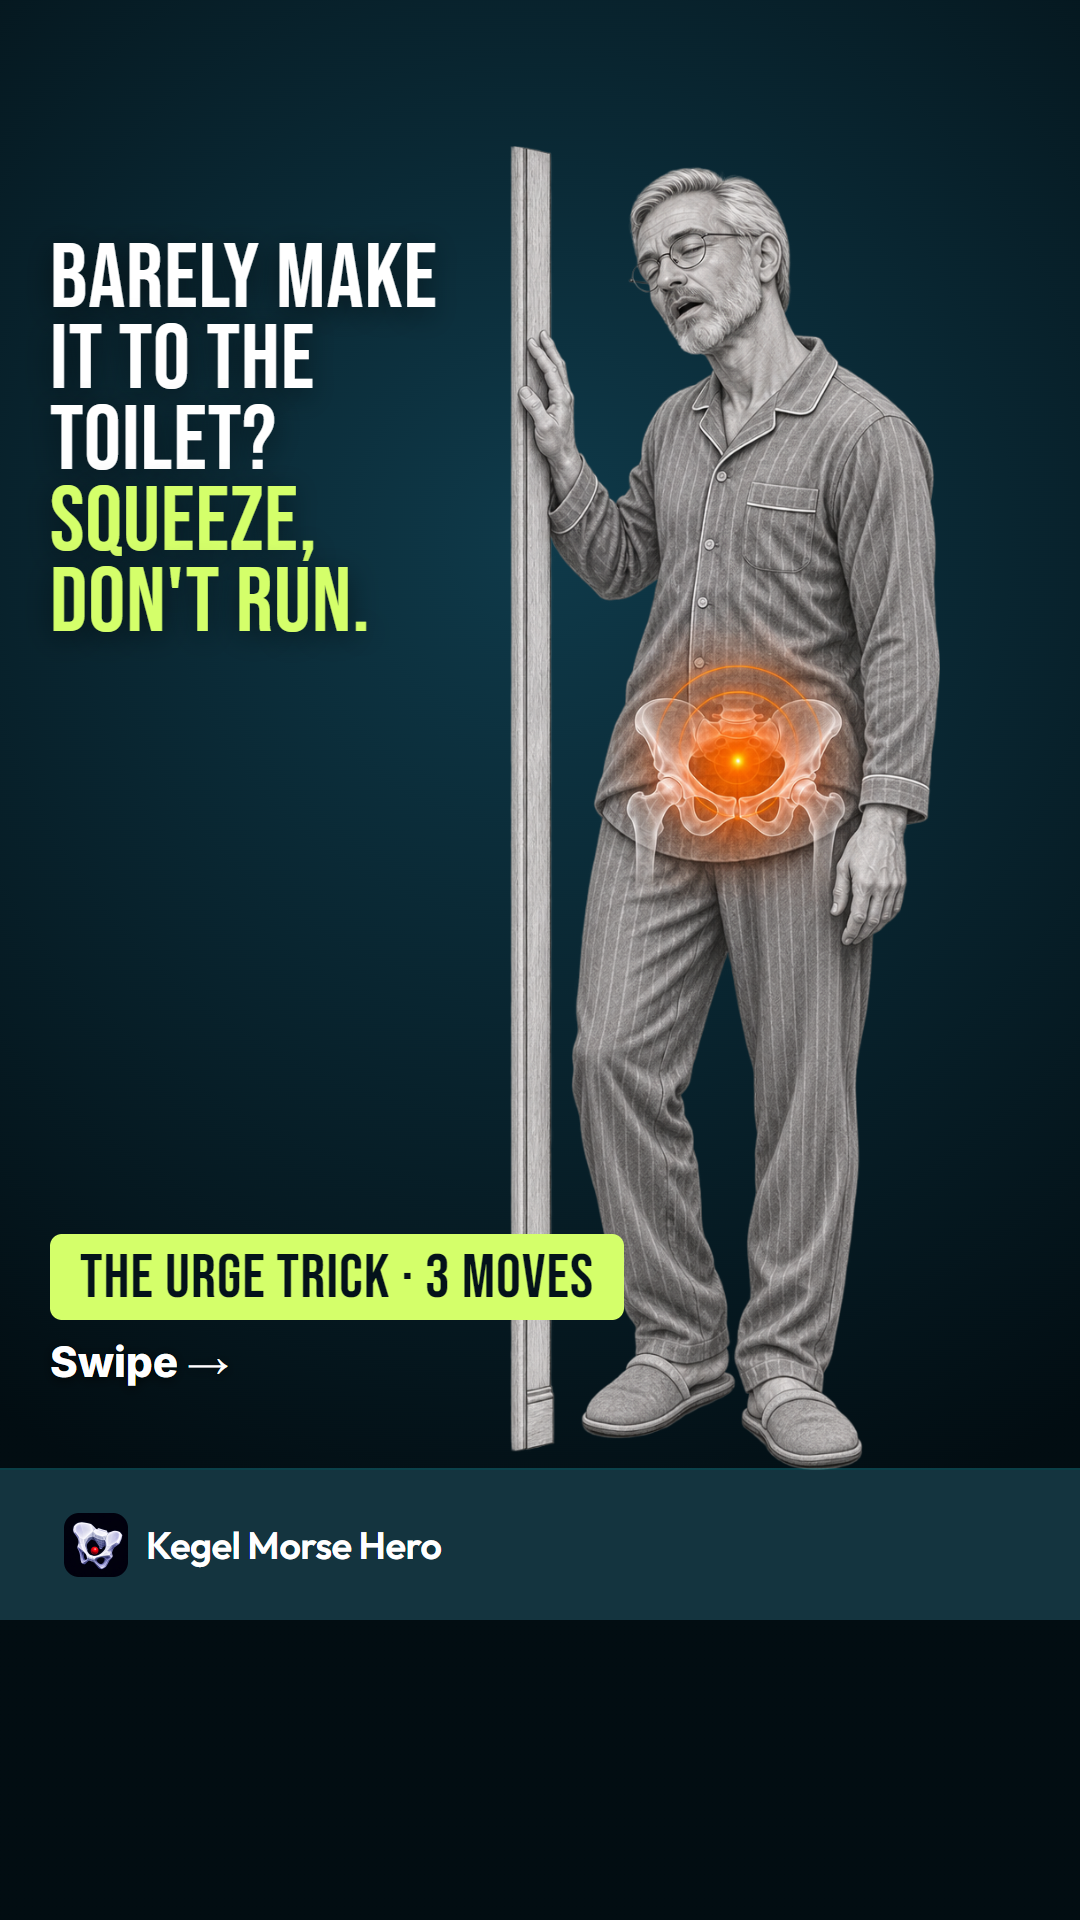 BARELY MAKE
IT TO THE
TOILET?
SQUEEZE,
DON'T RUN.
THE URGE TRICK · 3 MOVES
Swipe →
Kegel Morse Hero